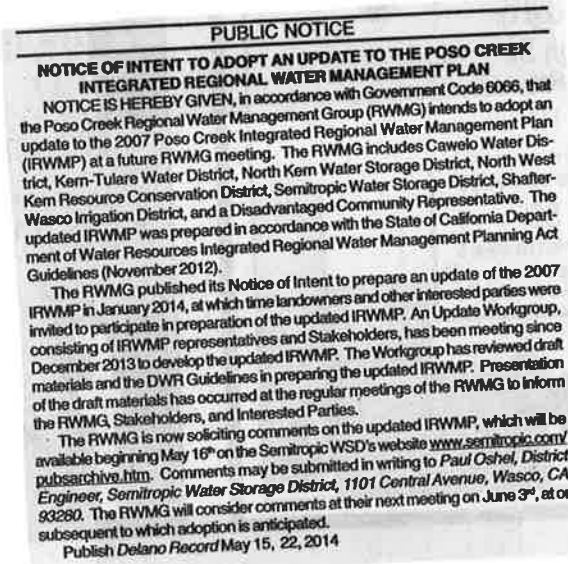 PUBLIC NOTICE
NOTICE OF INTENT TO ADOPT AN UPDATE TO THE POSO CREEK
INTEGRATED REGIONAL WATER MANAGEMENT PLAN
NOTICE IS HEREBY GIVEN, in accordance with Government Code 6066, that
the Poso Creek Regional Water Management Group (RWMG) intends to adopt an
update to the 2007 Poso Creek Integrated Regional Water Management Plan
(IRWMP) at a future RWMG meeting. The RWMG includes Cawelo Water Dis-
trict, Kern-Tulare Water District, North Kern Water Storage District, North West
Kern Resource Conservation District, Semitropic Water Storage District, Shafter-
Wasco Irrigation District, and a Disadvantaged Community Representative. The
updated IRWMP was prepared in accordance with the State of California Depart-
ment of Water Resources Integrated Regional Water Management Planning Act
Guidelines (November 2012).
The RWMG published its Notice of Intent to prepare an update of the 2007
IRWMP in January 2014, at which time landowners and other interested parties were
invited to participate in preparation of the updated IRWMP. An Update Workgroup,
consisting of IRWMP representatives and Stakeholders, has been meeting since
December 2013 to develop the updated IRWMP. The Workgroup has reviewed draft
materials and the DWR Guidelines in preparing the updated IRWMP. Presentation
of the draft materials has occurred at the regular meetings of the RWMG to inform
the RWMG, Stakeholders, and Interested Parties.
The RWMG is now soliciting comments on the updated IRWMP, which will be
available beginning May 16th on the Semitropic WSD's website www.semitropic.com/
pubsarchive.htm. Comments may be submitted in writing to Paul Oshel, District
Engineer, Semitropic Water Storage District, 1101 Central Avenue, Wasco, CA
93280. The RWMG will consider comments at their next meeting on June 3rd, at or
subsequent to which adoption is anticipated.
Publish Delano Record May 15, 22, 2014